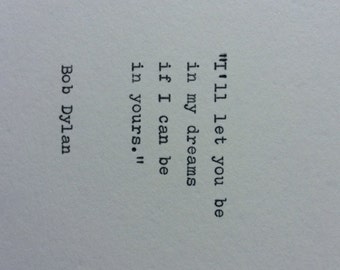 "I'll let you be
in my dreams
if I can be
in yours."
Bob Dylan